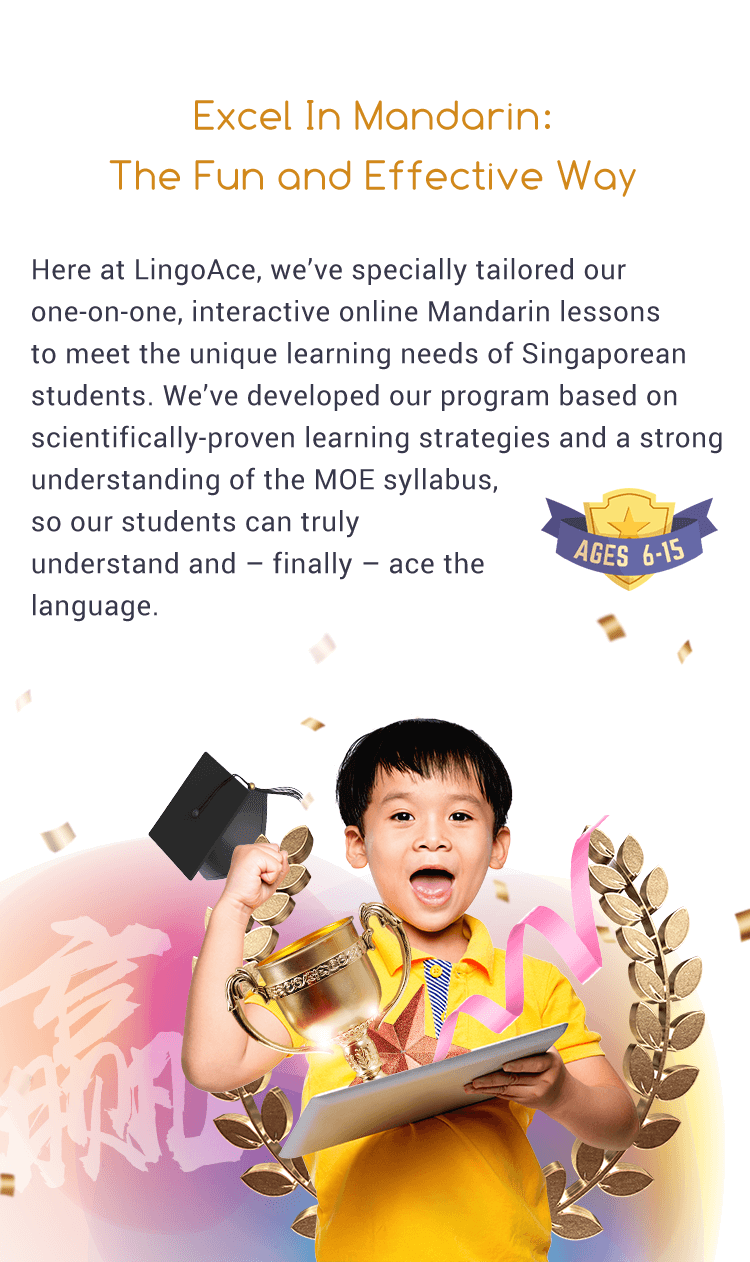 Excel In Mandarin:
The Fun and Effective Way
Here at LingoAce, we’ve specially tailored our
one-on-one, interactive online Mandarin lessons
to meet the unique learning needs of Singaporean
students. We’ve developed our program based on
scientifically-proven learning strategies and a strong
understanding of the MOE syllabus,
so our students can truly
understand and – finally – ace the
language.
AGES 6-15
赢